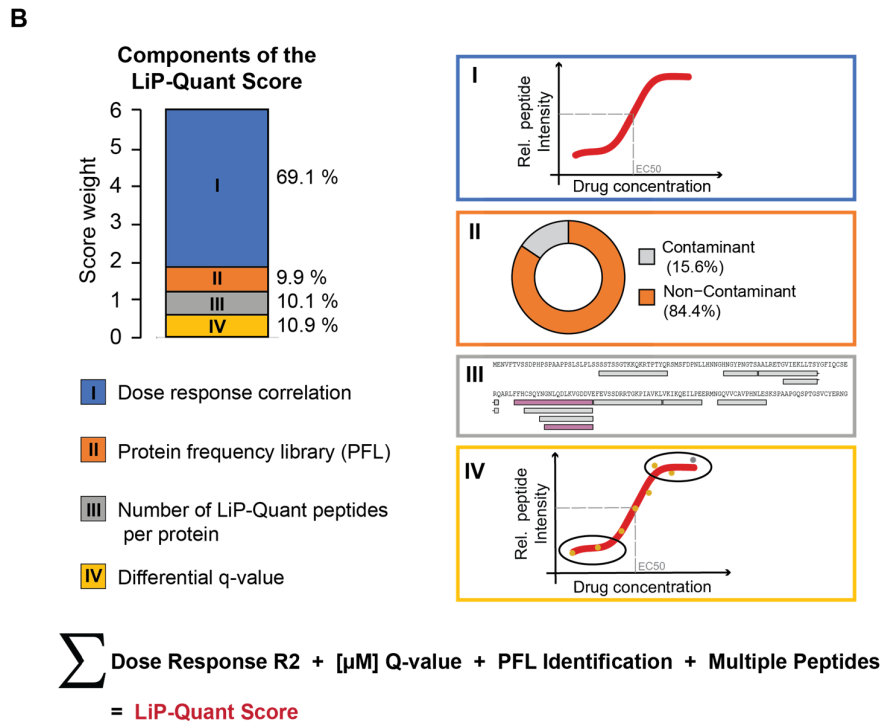 B
Components of the
LiP-Quant Score
Score weight
6
5
4
3
2
1
0
I
II
III
IV
69.1 %
9.9 %
10.1 %
10.9 %
I Dose response correlation
II Protein frequency library (PFL)
III Number of LiP-Quant peptides
per protein
IV Differential q-value
I
Rel. peptide
Intensity
EC50
Drug concentration
II
Contaminant
(15.6%)
Non-Contaminant
(84.4%)
III
MENVFTVSSDPHPSPAAPPSLSLPLSSSSTSSGTKKQKRTPTYQRSMSFDPNLLHNNGHNGYPNGTSAALRETGVIEKLLTSYGFIQCSE
RQARLFFHCSQYNGNLQDLKVGDDVEFEVSSDRRTGKPIAVKLVKIKQEILPEERMNGQVVCAVPHNLESKSPAAPGQSPTGSVCYERNG
IV
Rel. peptide
Intensity
EC50
Drug concentration
∑ Dose Response R2 + [µM] Q-value + PFL Identification + Multiple Peptides
= LiP-Quant Score